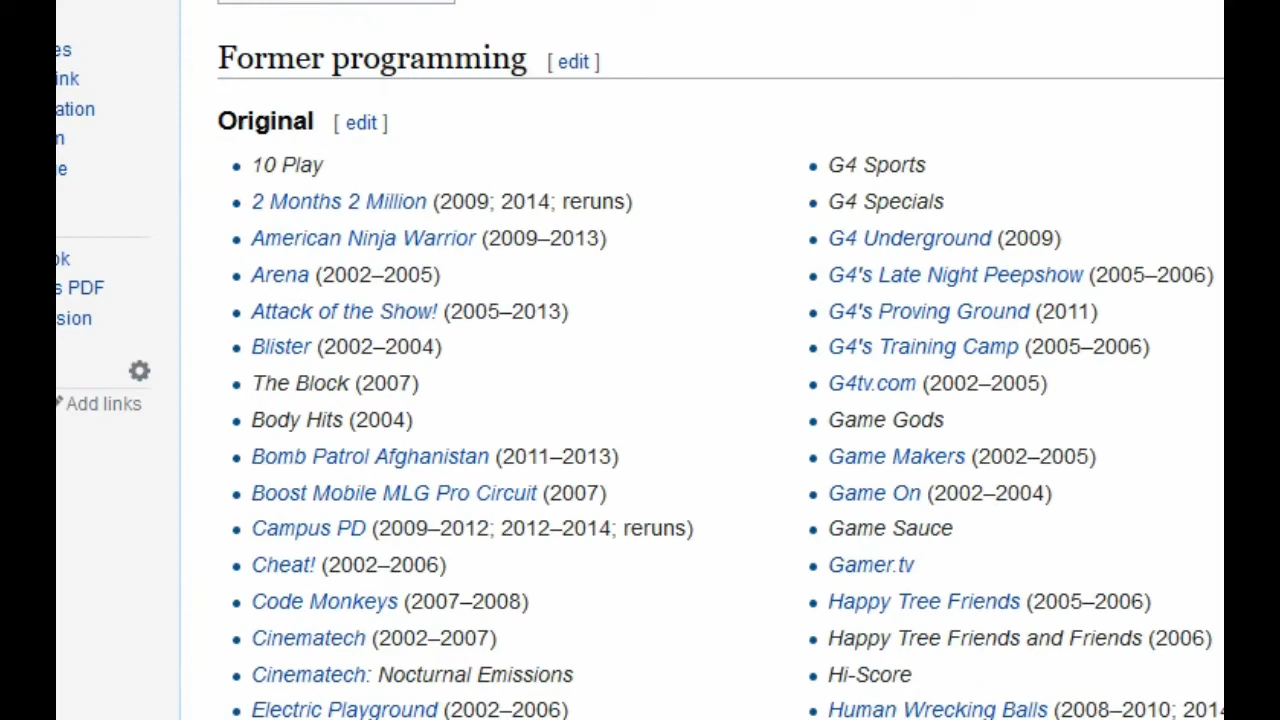 es
ink
ation
m
e
ok
s PDF
sion
Add links
Former programming [ edit ]
Original [ edit ]
10 Play
2 Months 2 Million (2009; 2014; reruns)
American Ninja Warrior (2009–2013)
Arena (2002–2005)
Attack of the Show! (2005–2013)
Blister (2002–2004)
The Block (2007)
Body Hits (2004)
Bomb Patrol Afghanistan (2011–2013)
Boost Mobile MLG Pro Circuit (2007)
Campus PD (2009–2012; 2012–2014; reruns)
Cheat! (2002–2006)
Code Monkeys (2007–2008)
Cinematech (2002–2007)
Cinematech: Nocturnal Emissions
Electric Playground (2002–2006)
G4 Sports
G4 Specials
G4 Underground (2009)
G4's Late Night Peepshow (2005–2006)
G4's Proving Ground (2011)
G4's Training Camp (2005–2006)
G4tv.com (2002–2005)
Game Gods
Game Makers (2002–2005)
Game On (2002–2004)
Game Sauce
Gamer.tv
Happy Tree Friends (2005–2006)
Happy Tree Friends and Friends (2006)
Hi-Score
Human Wrecking Balls (2008–2010; 2014